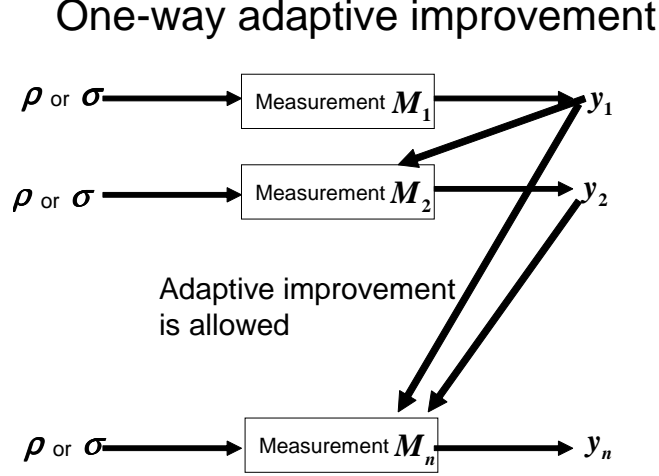 One-way adaptive improvement
ρ or σ Measurement M₁ y₁
ρ or σ Measurement M₂ y₂
Adaptive improvement
is allowed
ρ or σ Measurement Mₙ yₙ